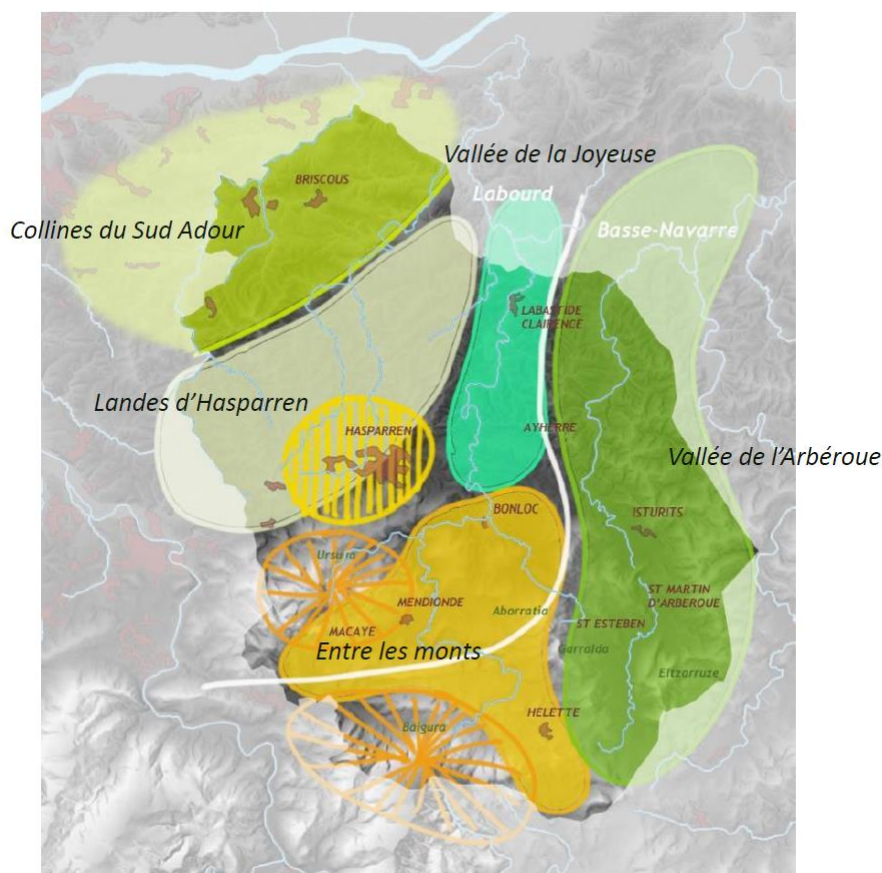 BRISCOUS
Vallée de la Joyeuse
Labourd
Collines du Sud Adour
Basse-Navarre
LABASTIDE
CLAIRENCE
Landes d'Hasparren
HASPARREN
AYHERRE
Vallée de l'Arbéroue
BONLOC
ISTURITS
Ursuya
ST MARTIN
D'ARBEROUE
MENDIONDE
Aborratia
MACAYE
ST ESTEBEN
Entre les monts
Garralda
Eltzarruze
HELETTE
Baigura